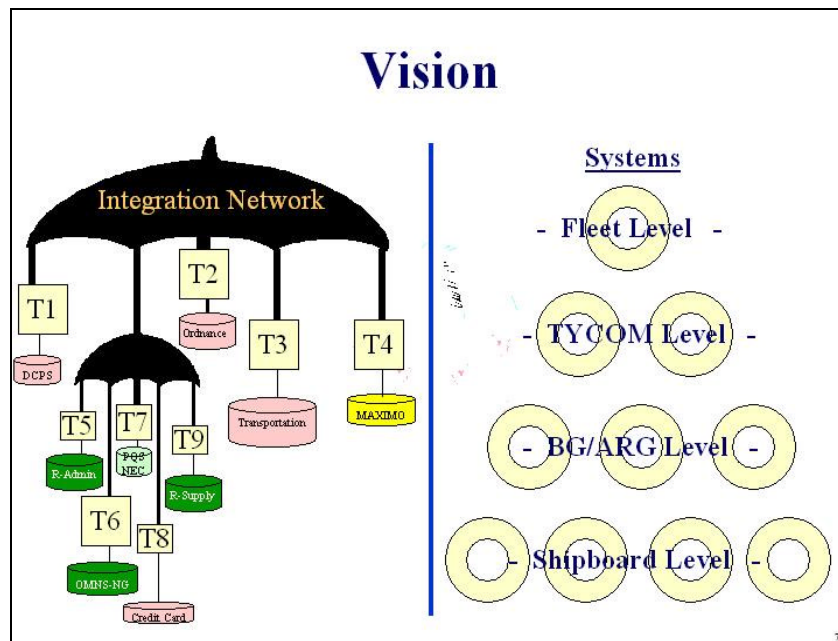 Vision
Integration Network
T1
DCPS
T2
Ordnance
T3
Transportation
T4
MAXIMO
T5
R-Admin
T6
OMNS-NG
T7
PQS
NEC
T8
Credit Card
T9
R-Supply
Systems
- Fleet Level -
- TYCOM Level -
- BG/ARG Level -
- Shipboard Level -